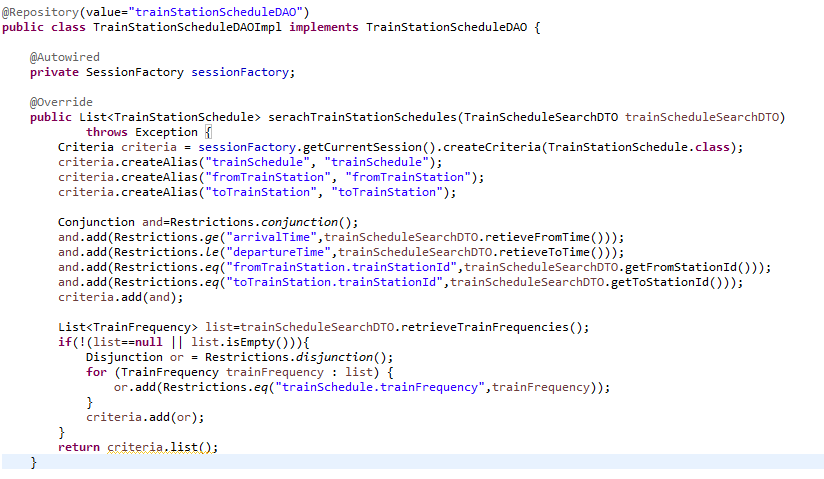 @Repository(value="trainStationScheduleDAO")
public class TrainStationScheduleDAOImpl implements TrainStationScheduleDAO {
@Autowired
private SessionFactory sessionFactory;
@Override
public List<TrainStationSchedule> serachTrainStationSchedules(TrainScheduleSearchDTO trainScheduleSearchDTO)
throws Exception {
Criteria criteria = sessionFactory.getCurrentSession().createCriteria(TrainStationSchedule.class);
criteria.createAlias("trainSchedule", "trainSchedule");
criteria.createAlias("fromTrainStation", "fromTrainStation");
criteria.createAlias("toTrainStation", "toTrainStation");
Conjunction and=Restrictions.conjunction();
and.add(Restrictions.ge("arrivalTime",trainScheduleSearchDTO.retieveFromTime()));
and.add(Restrictions.le("departureTime",trainScheduleSearchDTO.retieveToTime()));
and.add(Restrictions.eq("fromTrainStation.trainStationId",trainScheduleSearchDTO.getFromStationId()));
and.add(Restrictions.eq("toTrainStation.trainStationId",trainScheduleSearchDTO.getToStationId()));
criteria.add(and);
List<TrainFrequency> list=trainScheduleSearchDTO.retrieveTrainFrequencies();
if(!(list==null || list.isEmpty())){
Disjunction or = Restrictions.disjunction();
for (TrainFrequency trainFrequency : list) {
or.add(Restrictions.eq("trainSchedule.trainFrequency",trainFrequency));
}
criteria.add(or);
}
return criteria.list();
}